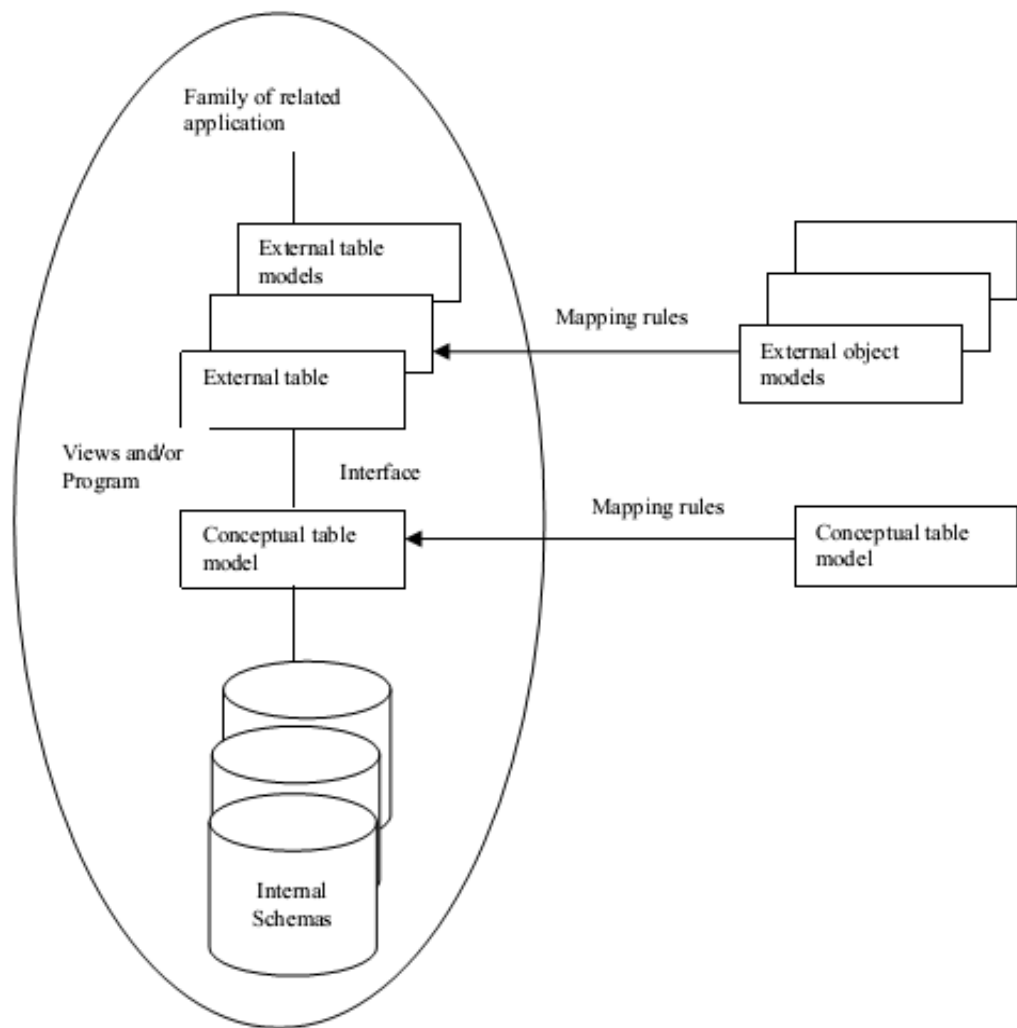 Family of related
application
External table
models
Mapping rules
External table
External object
models
Views and/or
Program
Interface
Mapping rules
Conceptual table
model
Conceptual table
model
Internal
Schemas